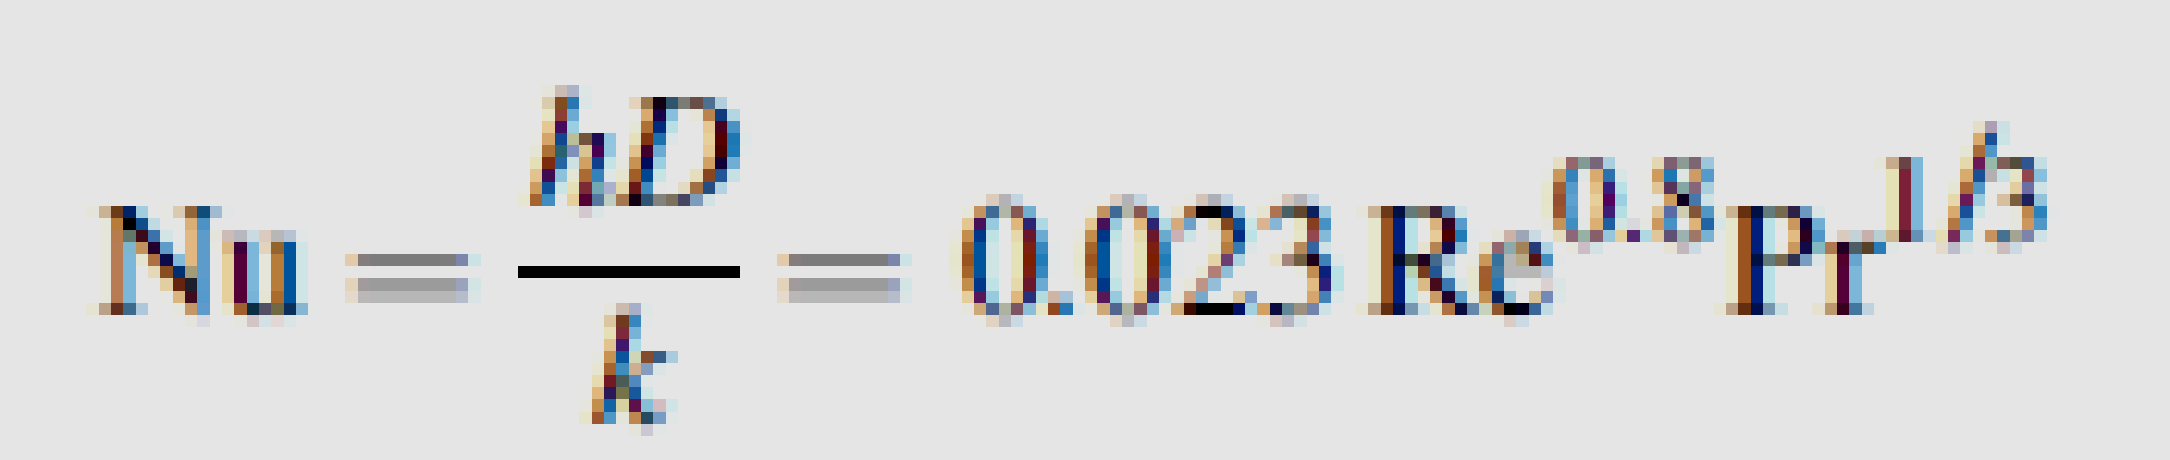 Nu = hD/k = 0.023 Re^0.8 Pr^1/3